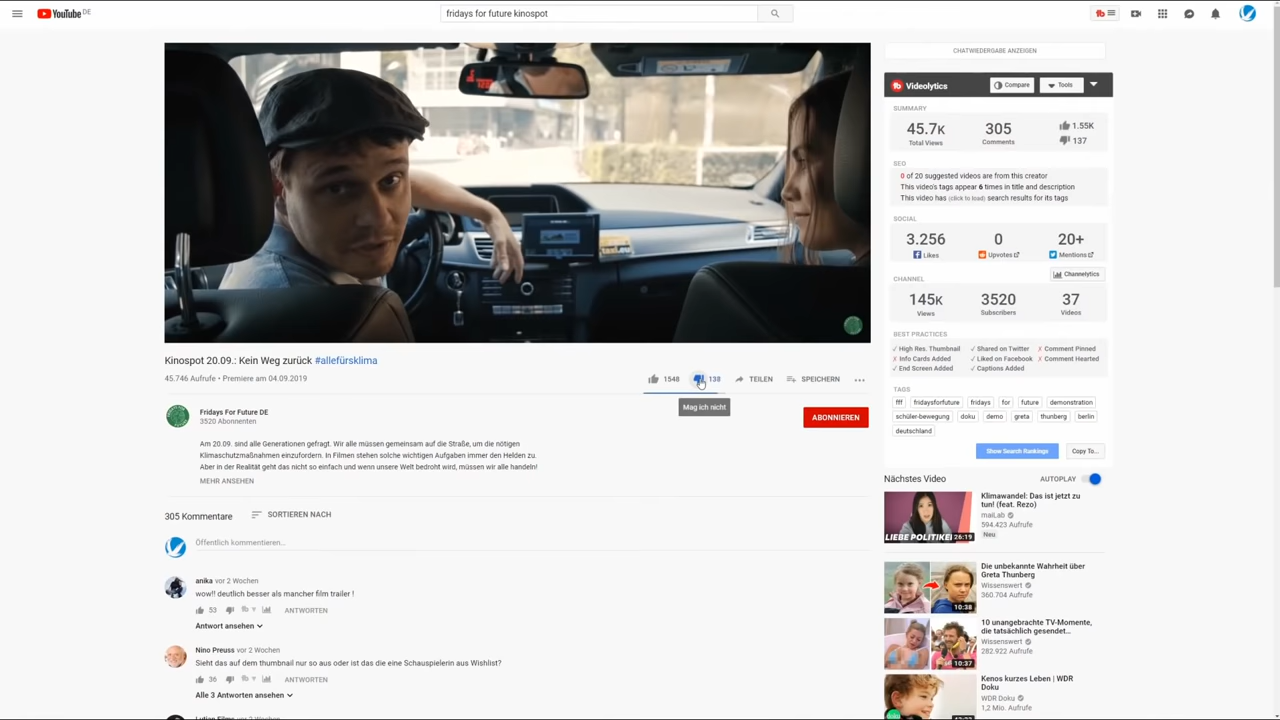 YouTube DE
fridays for future kinospot
CHATWIEDERGABE ANZEIGEN
Kinospot 20.09.: Kein Weg zurück #allefürsklima
45.746 Aufrufe • Premiere am 04.09.2019
1548
138
TEILEN
SPEICHERN
Mag ich nicht
Fridays For Future DE
3520 Abonnenten
ABONNIEREN
Am 20.09. sind alle Generationen gefragt. Wir alle müssen gemeinsam auf die Straße, um die nötigen
Klimaschutzmaßnahmen einzufordern. In Filmen stehen solche wichtigen Aufgaben immer den Helden zu.
Aber in der Realität geht das nicht so einfach und wenn unsere Welt bedroht wird, müssen wir alle handeln!
MEHR ANSEHEN
305 Kommentare
SORTIEREN NACH
Öffentlich kommentieren...
anika vor 2 Wochen
wow!! deutlich besser als mancher film trailer !
53
ANTWORTEN
Antwort ansehen
Nino Preuss vor 2 Wochen
Sieht das auf dem thumbnail nur so aus oder ist das die eine Schauspielerin aus Wishlist?
36
ANTWORTEN
Alle 3 Antworten ansehen
Videolytics
Compare
Tools
SUMMARY
45.7K
Total Views
305
Comments
1.55K
137
SEO
0 of 20 suggested videos are from this creator
This video's tags appear 6 times in title and description
This video has (click to load) search results for its tags
SOCIAL
3.256
Likes
0
Upvotes
20+
Mentions
CHANNEL
Channelytics
145K
Views
3520
Subscribers
37
Videos
BEST PRACTICES
✓ High Res. Thumbnail ✓ Shared on Twitter ✗ Comment Pinned
✗ Info Cards Added ✓ Liked on Facebook ✗ Comment Hearted
✓ End Screen Added ✓ Captions Added
TAGS
fff fridaysforfuture fridays for future demonstration
schüler-bewegung doku demo greta thunberg berlin
deutschland
Show Search Rankings
Copy To...
Nächstes Video
AUTOPLAY
LIEBE POLITIKE
26:19
Klimawandel: Das ist jetzt zu
tun! (feat. Rezo)
maiLab
594.423 Aufrufe
Neu
10:38
Die unbekannte Wahrheit über
Greta Thunberg
Wissenswert
360.704 Aufrufe
10:37
10 unangebrachte TV-Momente,
die tatsächlich gesendet...
Wissenswert
282.922 Aufrufe
Kenos kurzes Leben | WDR
Doku
WDR Doku
1,2 Mio. Aufrufe